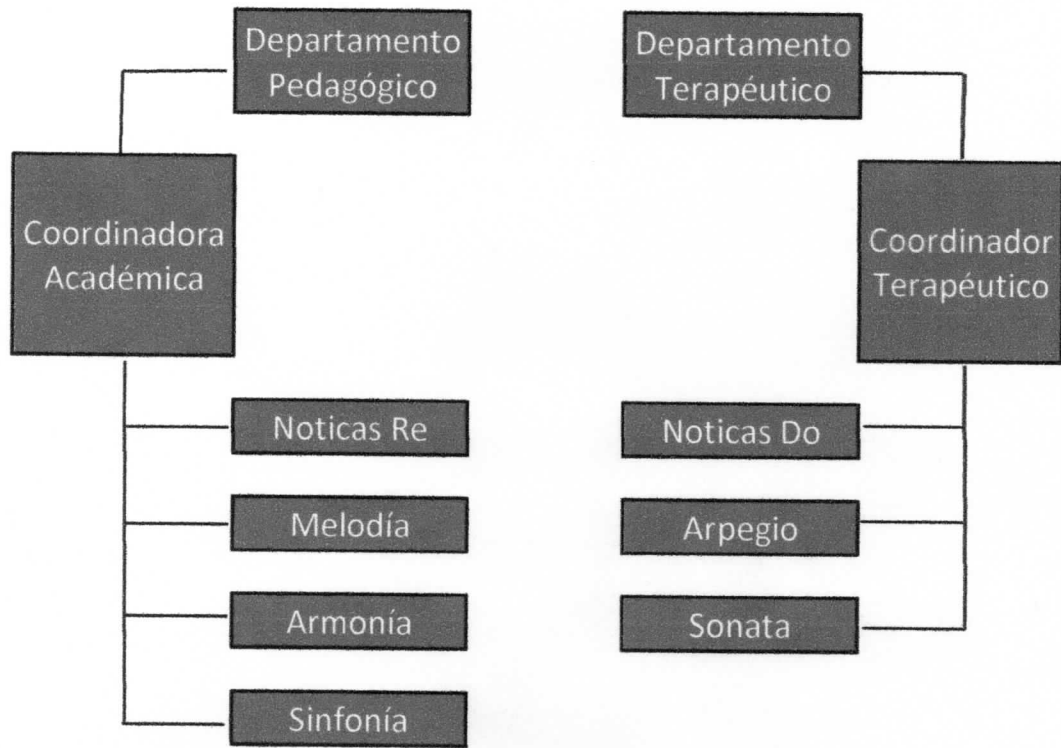 Departamento
Pedagógico
Coordinadora
Académica
Noticas Re
Melodía
Armonía
Sinfonía
Departamento
Terapéutico
Coordinador
Terapéutico
Noticas Do
Arpegio
Sonata